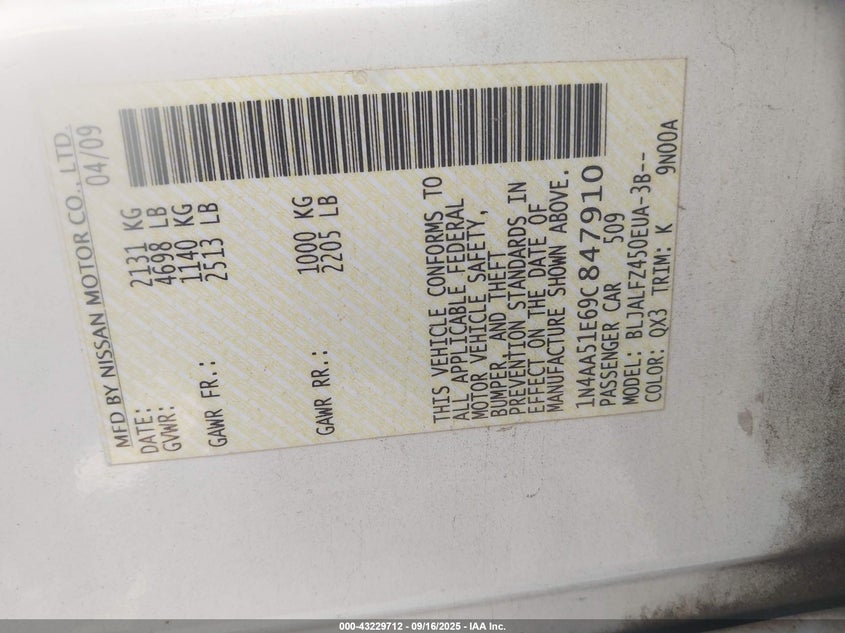 MFD BY NISSAN MOTOR CO., LTD.
DATE: 04/09
GVWR: 2131 KG
4698 LB
GAWR FR.: 1140 KG
2513 LB
GAWR RR.: 1000 KG
2205 LB
THIS VEHICLE CONFORMS TO
ALL APPLICABLE FEDERAL
MOTOR VEHICLE SAFETY,
BUMPER, AND THEFT
PREVENTION STANDARDS IN
EFFECT ON THE DATE OF
MANUFACTURE SHOWN ABOVE.
1N4AA51E69C847910
PASSENGER CAR 509
MODEL: BLJALFZ450EUA-3B--
COLOR: QX3 TRIM: K 9N00A
000-43229712 - 09/16/2025 - IAA Inc.